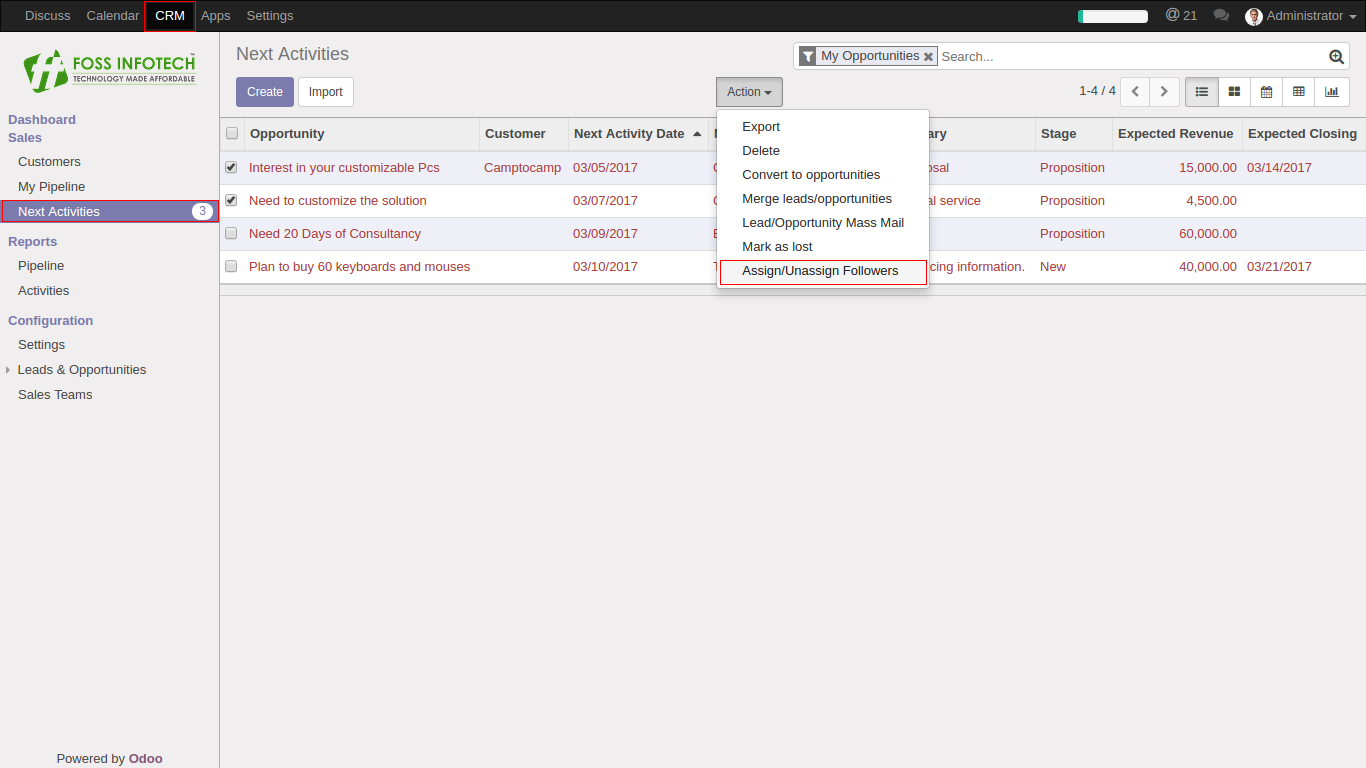 Discuss Calendar CRM Apps Settings @ 21 Administrator
FOSS INFOTECH
TECHNOLOGY MADE AFFORDABLE
Dashboard
Sales
Customers
My Pipeline
Next Activities 3
Reports
Pipeline
Activities
Configuration
Settings
Leads & Opportunities
Sales Teams
Powered by Odoo
Next Activities
My Opportunities Search...
Create Import Action 1-4 / 4
Opportunity Customer Next Activity Date Stage Expected Revenue Expected Closing
Interest in your customizable Pcs Camptocamp 03/05/2017 Proposition 15,000.00 03/14/2017
Need to customize the solution 03/07/2017 service Proposition 4,500.00
Need 20 Days of Consultancy 03/09/2017 Proposition 60,000.00
Plan to buy 60 keyboards and mouses 03/10/2017 information. New 40,000.00 03/21/2017
Export
Delete
Convert to opportunities
Merge leads/opportunities
Lead/Opportunity Mass Mail
Mark as lost
Assign/Unassign Followers